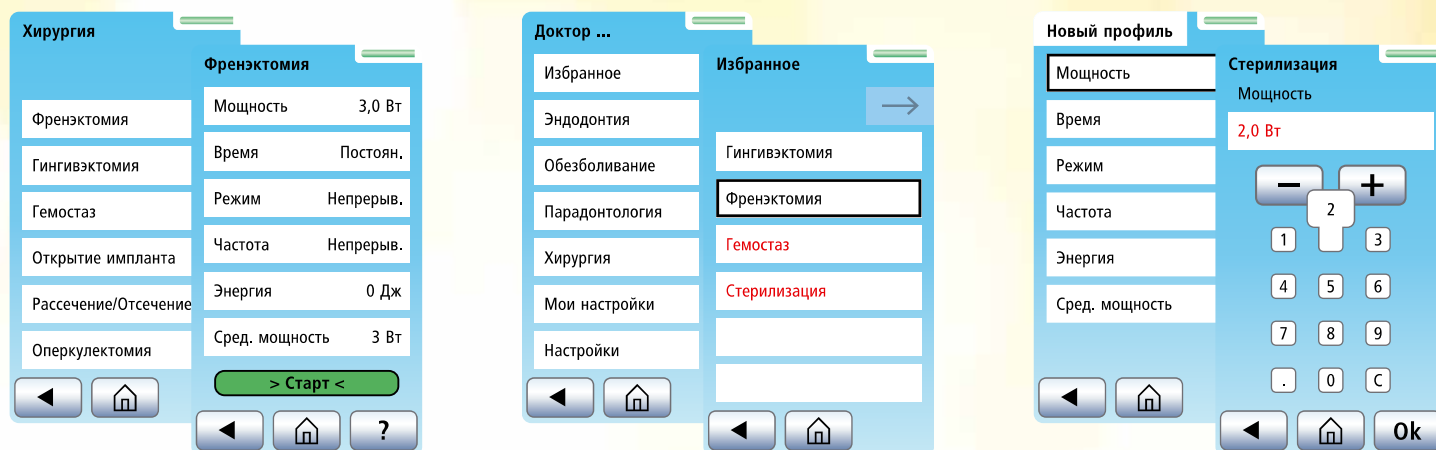 Хирургия
Френэктомия
Гингивэктомия
Гемостаз
Открытие импланта
Рассечение/Отсечение
Оперкулектомия
Френэктомия
Мощность 3,0 Вт
Время Постоян.
Режим Непрерыв.
Частота Непрерыв.
Энергия 0 Дж
Сред. мощность 3 Вт
> Старт <
?
Доктор ...
Избранное
Эндодонтия
Обезболивание
Парадонтология
Хирургия
Мои настройки
Настройки
Избранное
Гингивэктомия
Френэктомия
Гемостаз
Стерилизация
Новый профиль
Мощность
Время
Режим
Частота
Энергия
Сред. мощность
Стерилизация
Мощность
2,0 Вт
− +
2
1 3
4 5 6
7 8 9
. 0 C
Ok